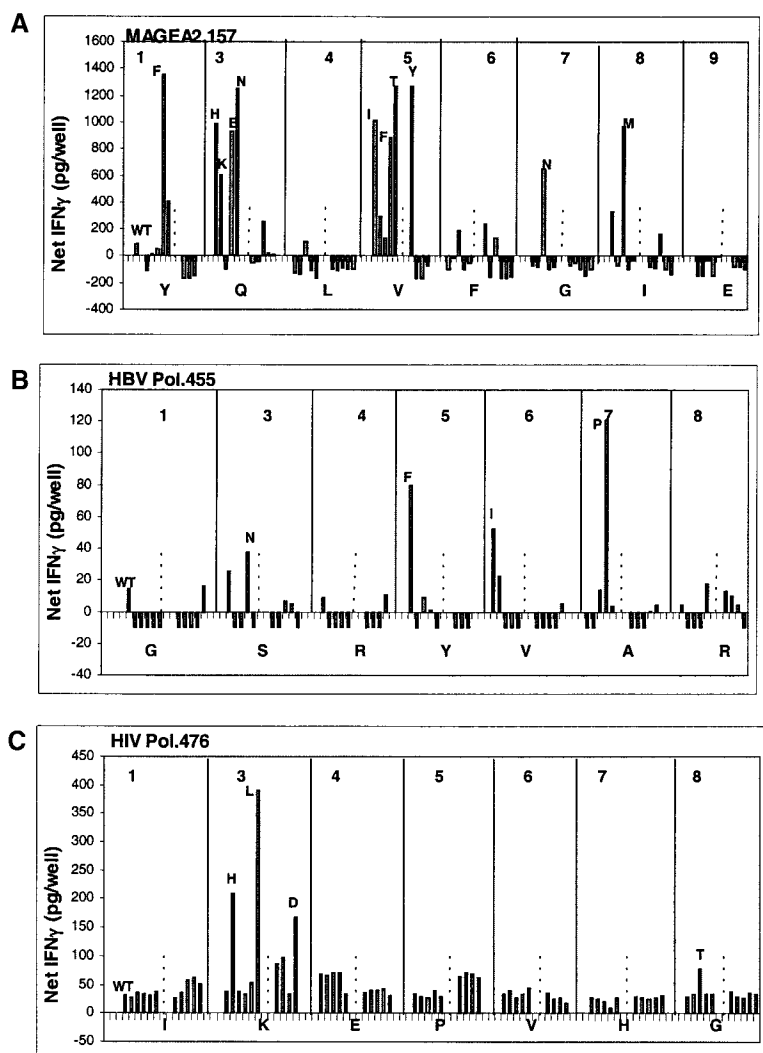 A
MAGEA2.157
1 3 4 5 6 7 8 9
1600
1400
1200
1000
800
600
400
200
0
-200
-400
Net IFNγ (pg/well)
WT F H K E N I F T Y N M
Y Q L V F G I E
B
HBV Pol.455
1 3 4 5 6 7 8
140
120
100
80
60
40
20
0
-20
-40
Net IFNγ (pg/well)
WT N F I P
G S R Y V A R
C
HIV Pol.476
1 3 4 5 6 7 8
450
400
350
300
250
200
150
100
50
0
-50
Net IFNγ (pg/well)
WT H L D T
I K E P V H G